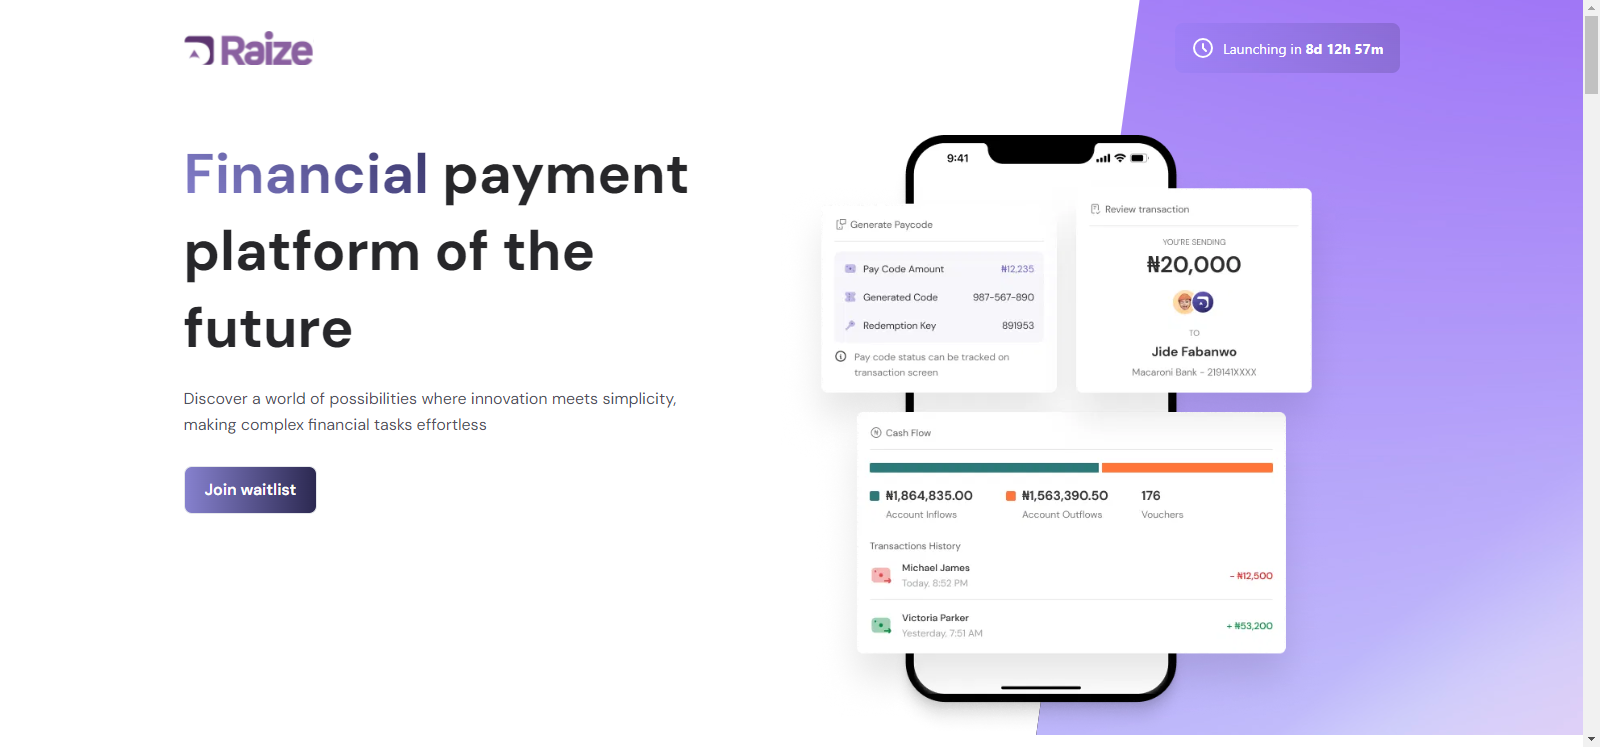 Raize
Launching in 8d 12h 57m
Financial payment
platform of the
future
Discover a world of possibilities where innovation meets simplicity,
making complex financial tasks effortless
Join waitlist
9:41
Generate Paycode
Pay Code Amount ₦12,235
Generated Code 987-567-890
Redemption Key 891953
Pay code status can be tracked on
transaction screen
Review transaction
YOU'RE SENDING
₦20,000
TO
Jide Fabanwo
Macaroni Bank - 219141XXXX
Cash Flow
₦1,864,835.00 ₦1,563,390.50 176
Account Inflows Account Outflows Vouchers
Transactions History
Michael James
Today, 8:52 PM
- ₦12,500
Victoria Parker
Yesterday, 7:51 AM
+ ₦53,200